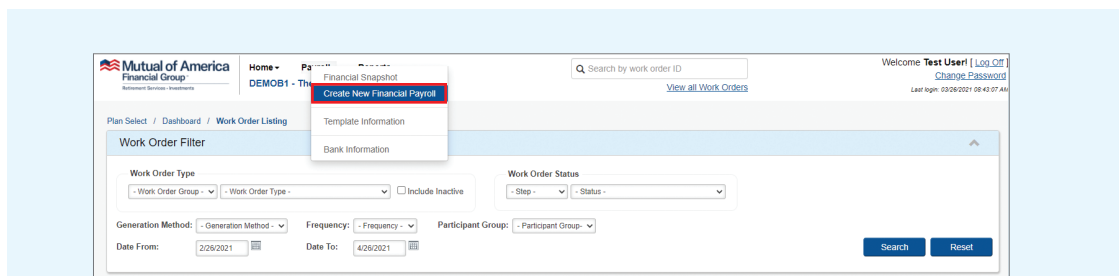 Mutual of America
Financial Group
Retirement Services • Investments
Home Payroll Reports
DEMOB1 - The
Financial Snapshot
Create New Financial Payroll
Template Information
Bank Information
Search by work order ID
View all Work Orders
Welcome Test User! [ Log Off ]
Change Password
Last login: 03/26/2021 08:43:07 AM
Plan Select / Dashboard / Work Order Listing
Work Order Filter
Work Order Type
- Work Order Group - - Work Order Type - Include Inactive
Work Order Status
- Step - - Status -
Generation Method: - Generation Method - Frequency: - Frequency - Participant Group: - Participant Group-
Date From: 2/26/2021 Date To: 4/26/2021
Search Reset